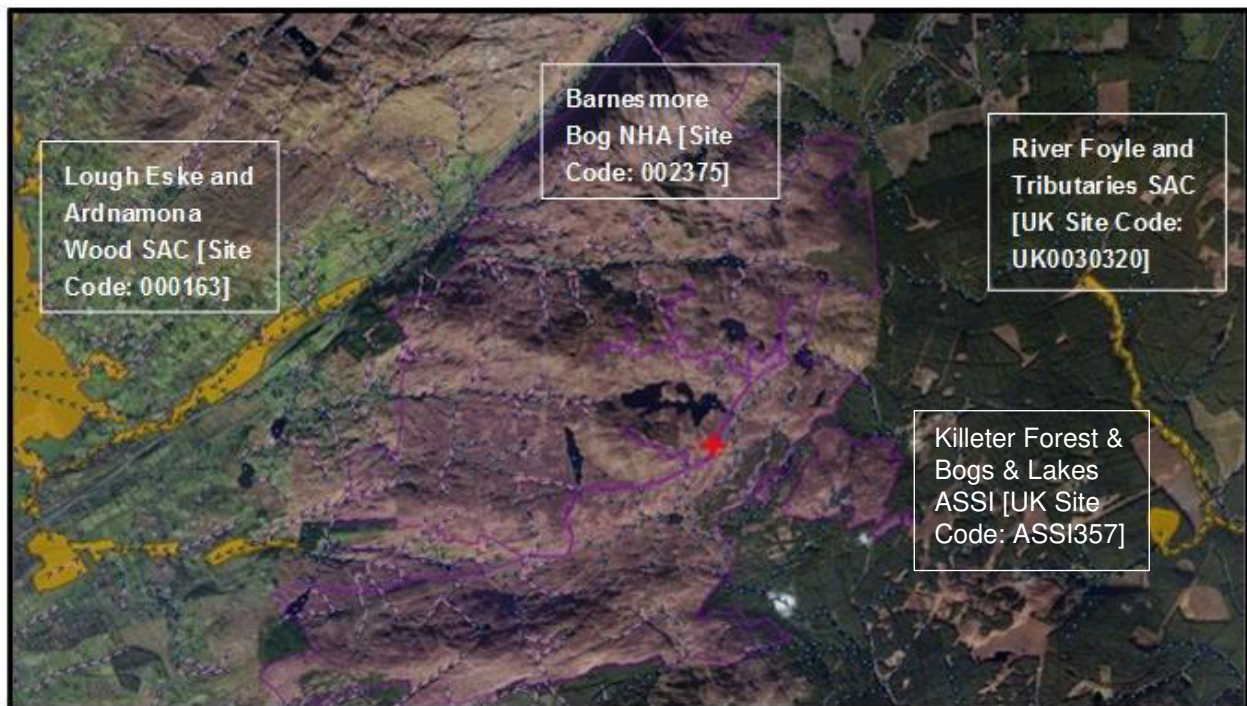 Lough Eske and
Ardnamona
Wood SAC [Site
Code: 000163]
Barnesmore
Bog NHA [Site
Code: 002375]
River Foyle and
Tributaries SAC
[UK Site Code:
UK0030320]
Killeter Forest &
Bogs & Lakes
ASSI [UK Site
Code: ASSI357]